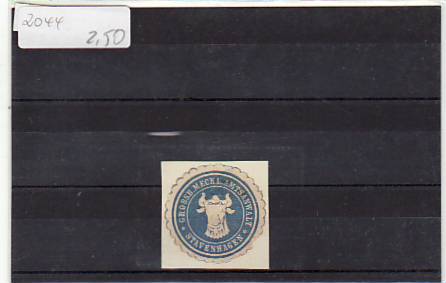 2044
2,50
GROSSH. MECKL. AMTSANWALT
* STAVENHAGEN *